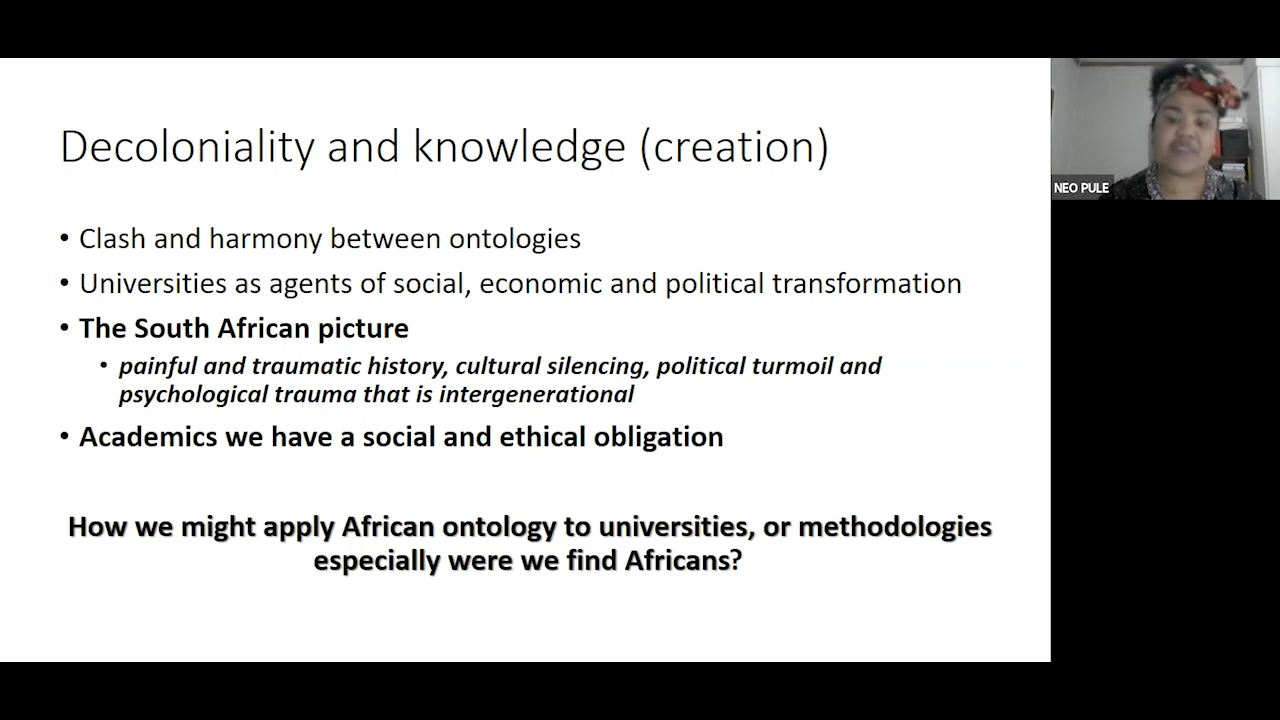 Decoloniality and knowledge (creation)
• Clash and harmony between ontologies
• Universities as agents of social, economic and political transformation
• The South African picture
• painful and traumatic history, cultural silencing, political turmoil and
psychological trauma that is intergenerational
• Academics we have a social and ethical obligation
How we might apply African ontology to universities, or methodologies
especially were we find Africans?
NEO PULE